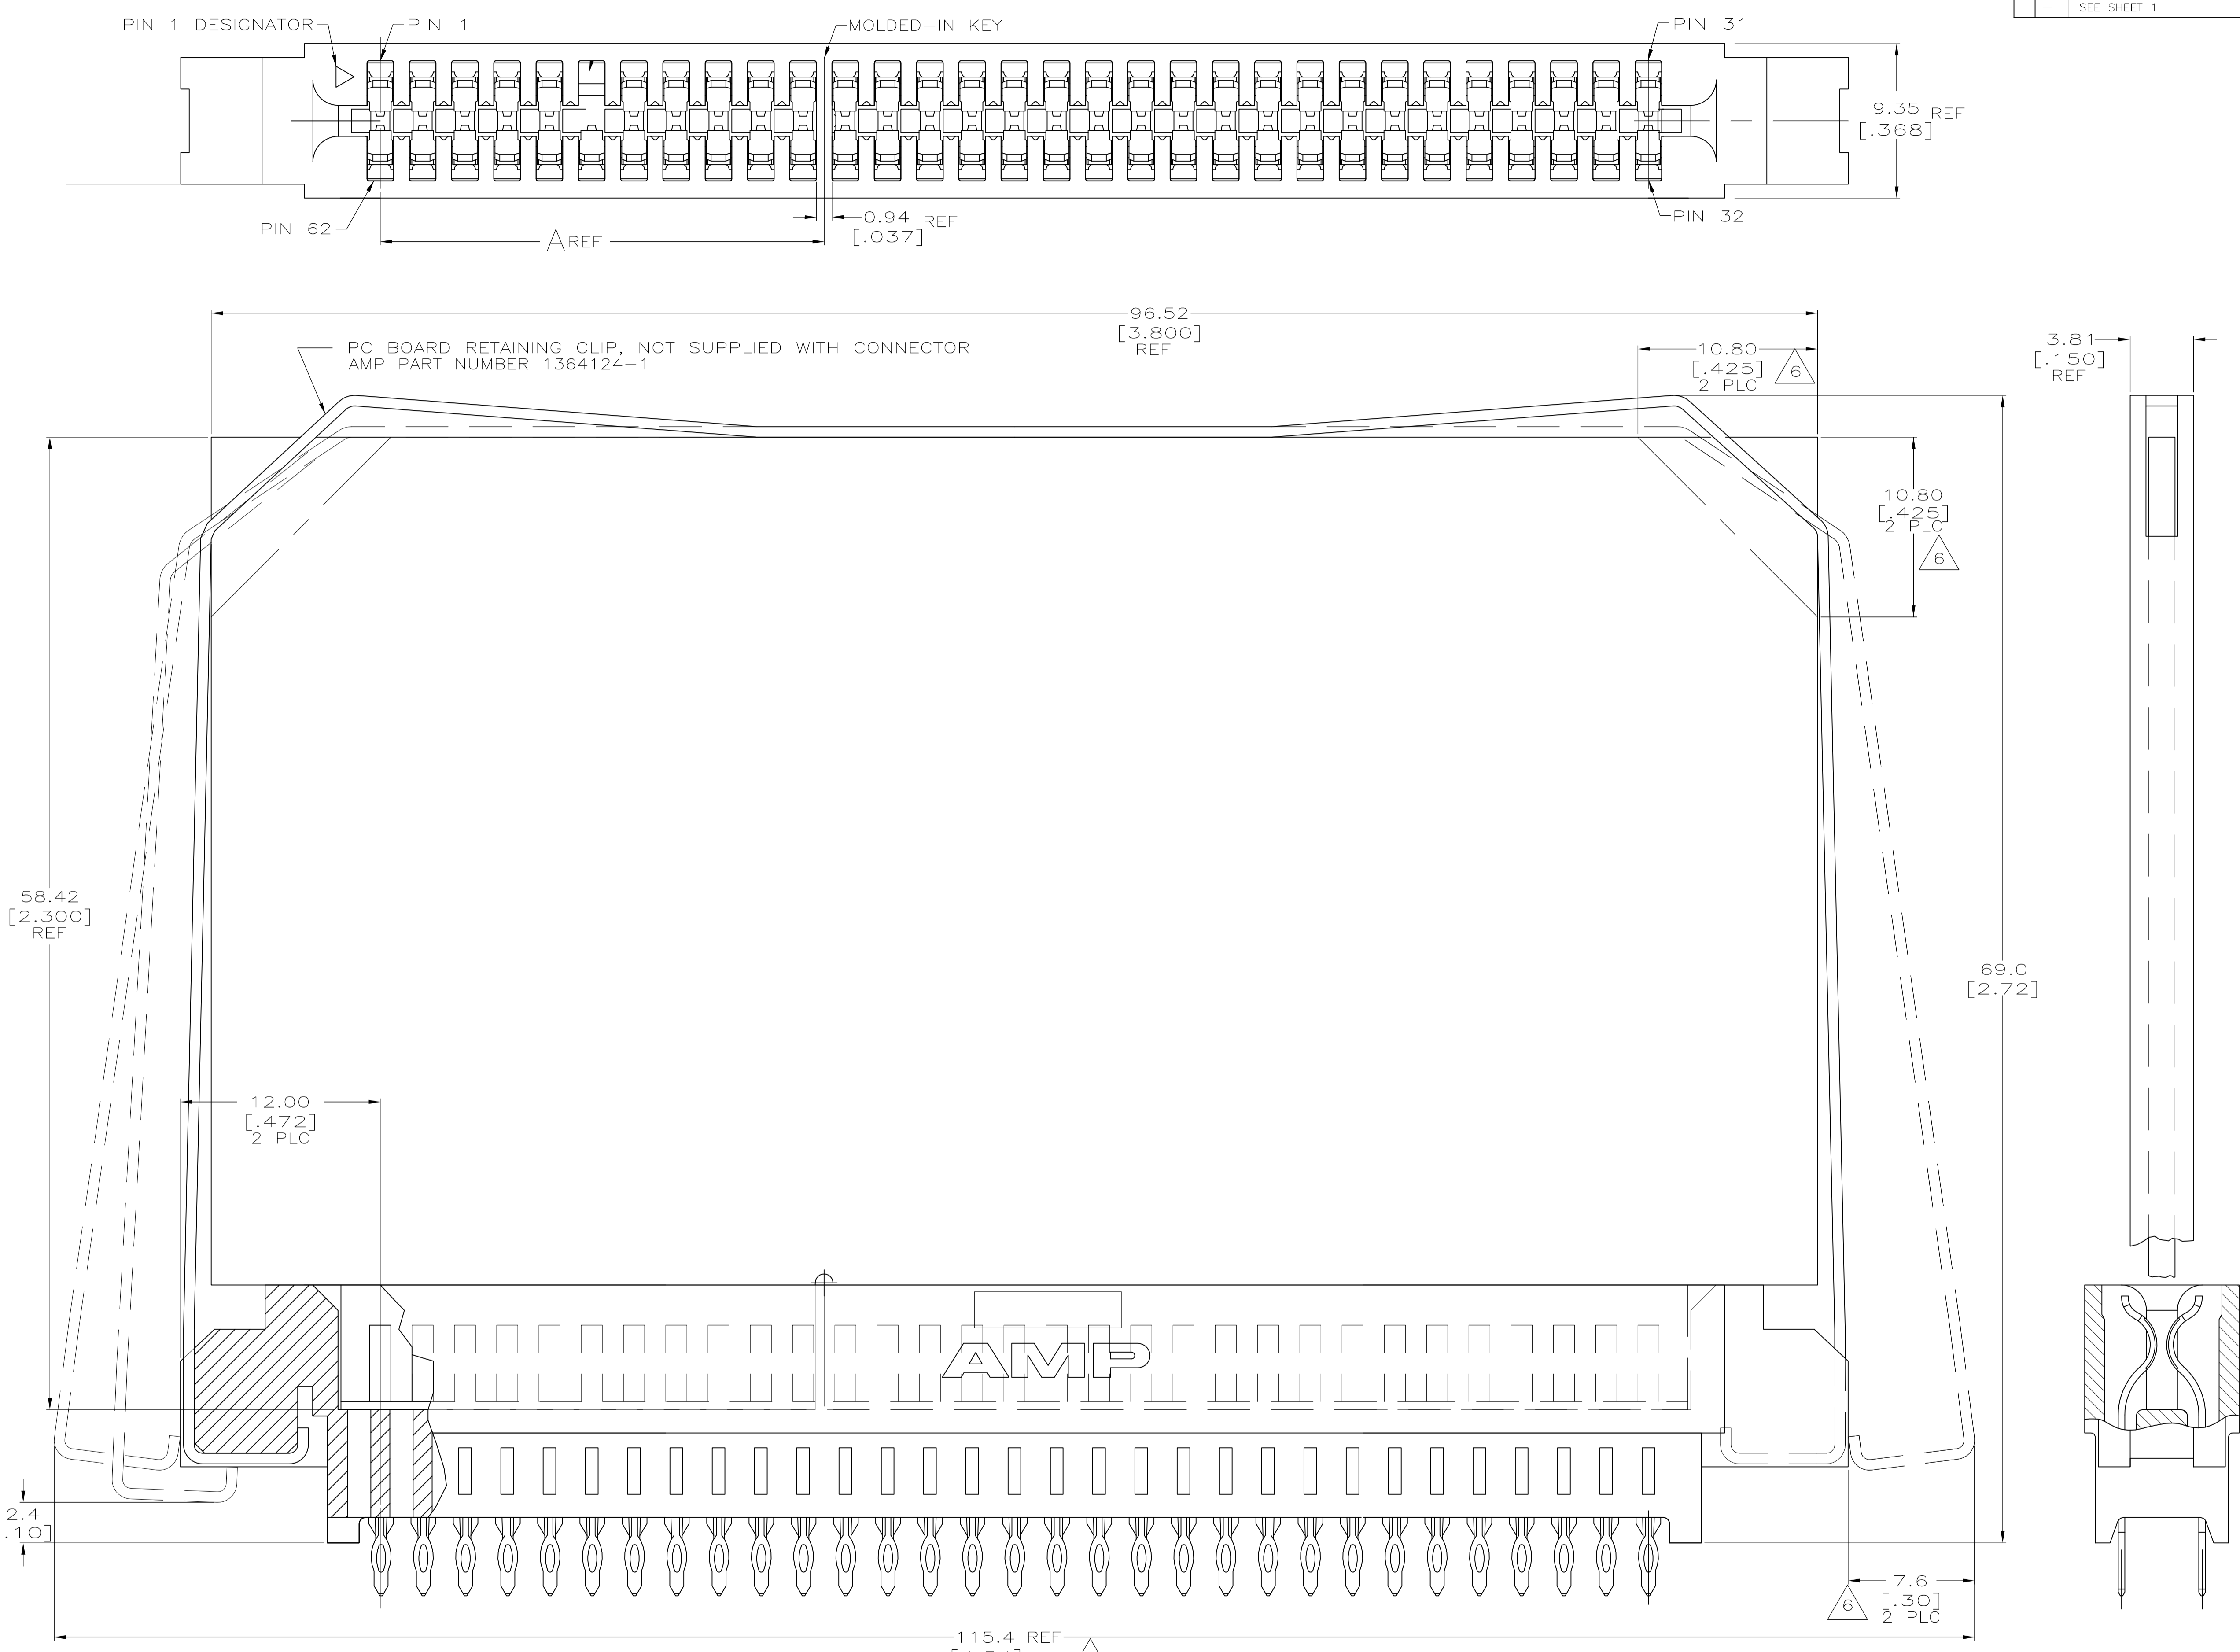 — SEE SHEET 1
PIN 1 DESIGNATOR
PIN 1
MOLDED-IN KEY
PIN 31
9.35 REF
[.368]
PIN 62
A REF
0.94 REF
[.037]
PIN 32
96.52
[3.800]
REF
PC BOARD RETAINING CLIP, NOT SUPPLIED WITH CONNECTOR
AMP PART NUMBER 1364124-1
10.80
[.425]
2 PLC
6
3.81
[.150]
REF
10.80
[.425]
2 PLC
6
58.42
[2.300]
REF
69.0
[2.72]
12.00
[.472]
2 PLC
AMP
2.4
.10]
7.6
[.30]
2 PLC
6
115.4 REF